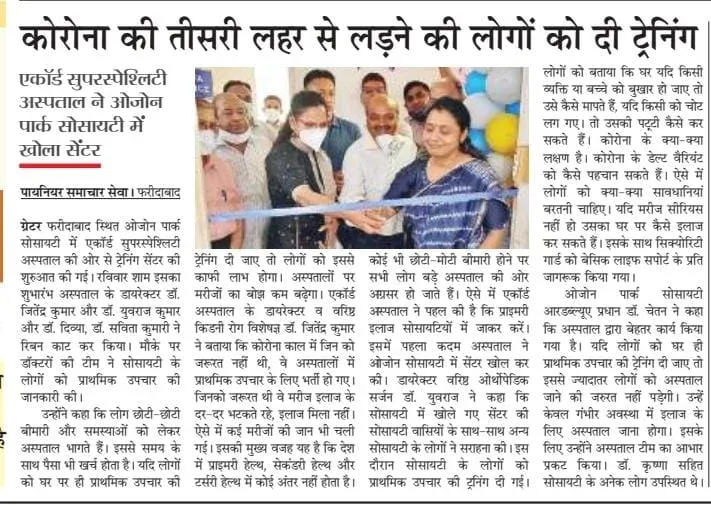 कोरोना की तीसरी लहर से लड़ने की लोगों को दी ट्रेनिंग
एकॉर्ड सुपरस्पेश्लिटी
अस्पताल ने ओजोन
पार्क सोसायटी में
खोला सेंटर
पायनियर समाचार सेवा। फरीदाबाद
ग्रेटर फरीदाबाद स्थित ओजोन पार्क
सोसायटी में एकॉर्ड सुपरस्पेशिल्टी
अस्पताल की ओर से ट्रेनिंग सेंटर की
शुरुआत की गई। रविवार शाम इसका
शुभारंभ अस्पताल के डायरेक्टर डॉ.
जितेंद्र कुमार और डॉ. युवराज कुमार
और डॉ. दिव्या, डॉ. सविता कुमारी ने
रिबन काट कर किया। मौके पर
डॉक्टरों की टीम ने सोसायटी के
लोगों को प्राथमिक उपचार की
जानकारी की।
उन्होंने कहा कि लोग छोटी-छोटी
बीमारी और समस्याओं को लेकर
अस्पताल भागते हैं। इससे समय के
साथ पैसा भी खर्च होता है। यदि लोगों
को घर पर ही प्राथमिक उपचार की
ट्रेनिंग दी जाए तो लोगों को इससे
काफी लाभ होगा। अस्पतालों पर
मरीजों का बोझ कम बढ़ेगा। एकॉर्ड
अस्पताल के डायरेक्टर व वरिष्ठ
किडनी रोग विशेषज्ञ डॉ. जितेंद्र कुमार
ने बताया कि कोरोना काल में जिन को
जरूरत नहीं थी, वे अस्पतालों में
प्राथमिक उपचार के लिए भर्ती हो गए।
जिनको जरूरत थी वे मरीज इलाज के
दर-दर भटकते रहे, इलाज मिला नहीं।
ऐसे में कई मरीजों की जान भी चली
गई। इसकी मुख्य वजह यह है कि देश
में प्राइमरी हेल्थ, सेकंडरी हेल्थ और
टर्सरी हेल्थ में कोई अंतर नहीं होता है।
कोई भी छोटी-मोटी बीमारी होने पर
सभी लोग बड़े अस्पताल की ओर
अग्रसर हो जाते हैं। ऐसे में एकॉर्ड
अस्पताल ने पहल की है कि प्राइमरी
इलाज सोसायटियों में जाकर करें।
इसमें पहला कदम अस्पताल ने
ओजोन सोसायटी में सेंटर खोल कर
की। डायरेक्टर वरिष्ठ ओर्थोपेडिक
सर्जन डॉ. युवराज ने कहा कि
सोसायटी में खोले गए सेंटर की
सोसायटी वासियों के साथ-साथ अन्य
सोसायटी के लोगों ने सराहना की। इस
दौरान सोसायटी के लोगों को
प्राथमिक उपचार की ट्रनिंग दी गई।
लोगों को बताया कि घर यदि किसी
व्यक्ति या बच्चे को बुखार हो जाए तो
उसे कैसे मापते हैं, यदि किसी को चोट
लग गए। तो उसकी पट्टी कैसे कर
सकते हैं। कोरोना के क्या-क्या
लक्षण है। कोरोना के डेल्ट वैरियंट
को कैसे पहचान सकते हैं। ऐसे में
लोगों को क्या-क्या सावधानियां
बरतनी चाहिए। यदि मरीज सीरियस
नहीं हो उसका घर पर कैसे इलाज
कर सकते हैं। इसके साथ सिक्योरिटी
गार्ड को बेसिक लाइफ सपोर्ट के प्रति
जागरूक किया गया।
ओजोन पार्क सोसायटी
आरडब्ल्यूए प्रधान डॉ. चेतन ने कहा
कि अस्पताल द्वारा बेहतर कार्य किया
गया है। यदि लोगों को घर ही
प्राथमिक उपचार की ट्रेनिंग दी जाए तो
इससे ज्यादातर लोगों को अस्पताल
जाने की जरुरत नहीं पड़ेगी। उन्हें
केवल गंभीर अवस्था में इलाज के
लिए अस्पताल जाना होगा। इसके
लिए उन्होंने अस्पताल टीम का आभार
प्रकट किया। डॉ. कृष्णा सहित
सोसायटी के अनेक लोग उपस्थित थे।